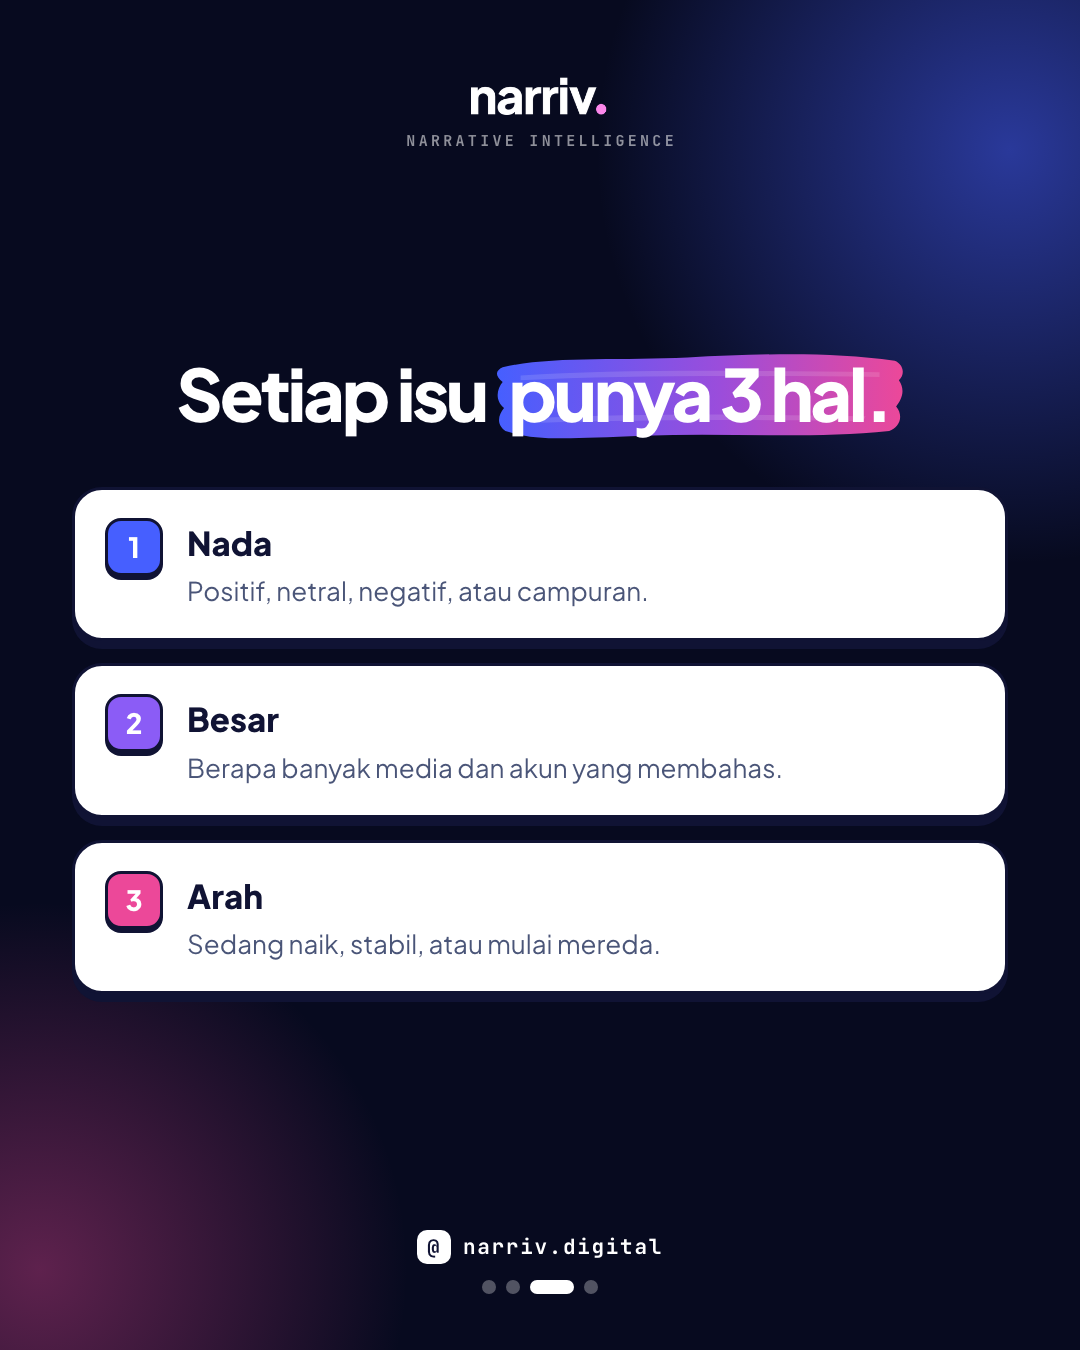 narriv.
NARRATIVE INTELLIGENCE
Setiap isu punya 3 hal.
1
Nada
Positif, netral, negatif, atau campuran.
2
Besar
Berapa banyak media dan akun yang membahas.
3
Arah
Sedang naik, stabil, atau mulai mereda.
@ narriv.digital